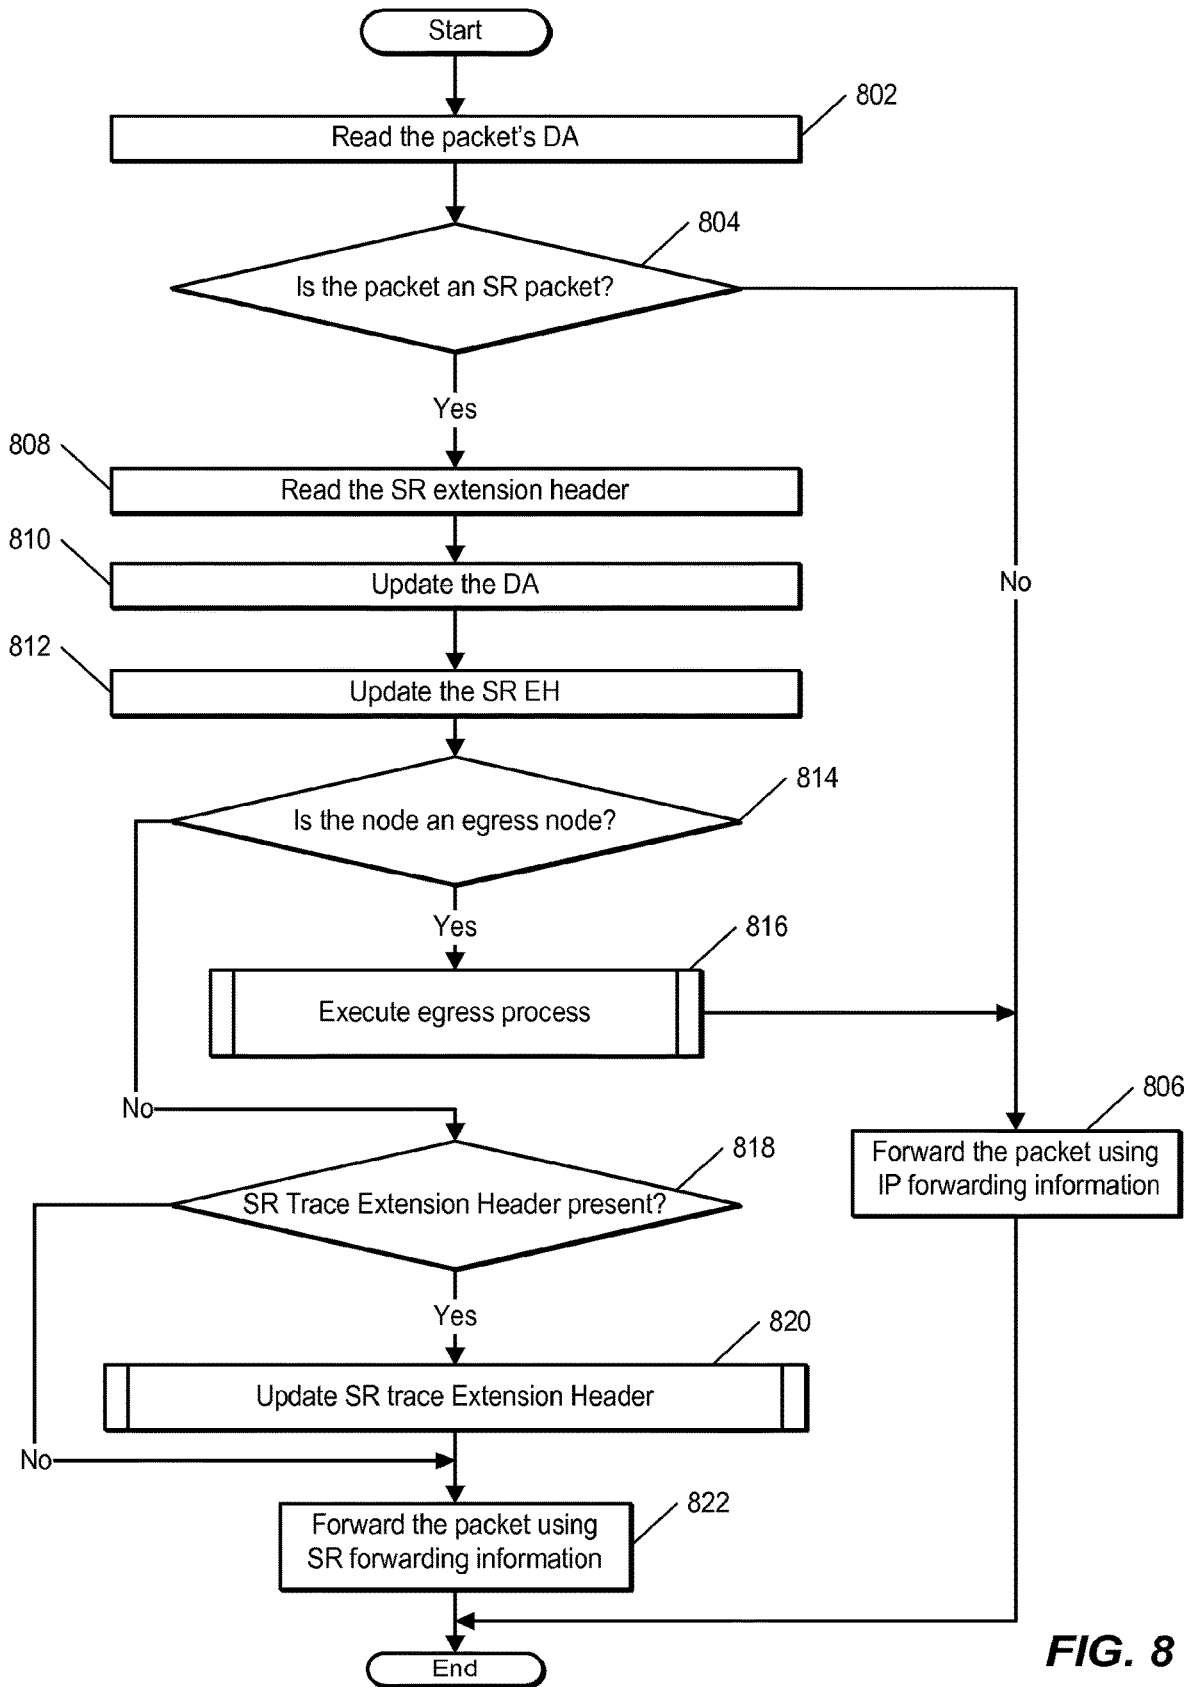 Start
802
Read the packet's DA
804
Is the packet an SR packet?
Yes
808
Read the SR extension header
810
Update the DA
No
812
Update the SR EH
814
Is the node an egress node?
Yes
816
Execute egress process
No
806
Forward the packet using
IP forwarding information
818
SR Trace Extension Header present?
Yes
820
Update SR trace Extension Header
No
822
Forward the packet using
SR forwarding information
End
FIG. 8